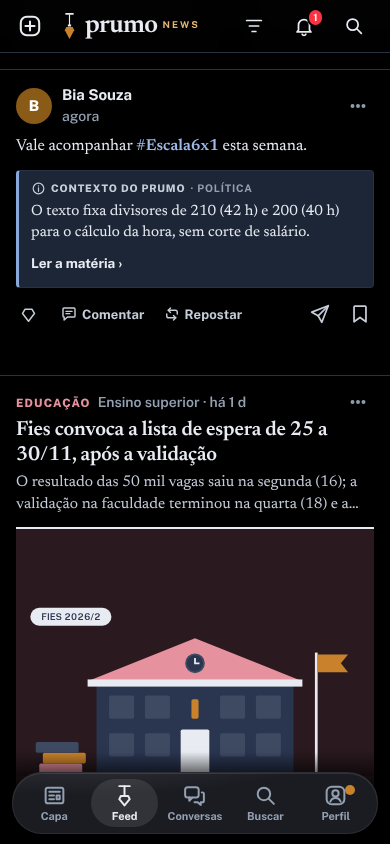 prumo NEWS
1
B
Bia Souza
agora
Vale acompanhar #Escala6x1 esta semana.
CONTEXTO DO PRUMO · POLÍTICA
O texto fixa divisores de 210 (42 h) e 200 (40 h)
para o cálculo da hora, sem corte de salário.
Ler a matéria ›
Comentar
Repostar
EDUCAÇÃO Ensino superior · há 1 d
Fies convoca a lista de espera de 25 a
30/11, após a validação
O resultado das 50 mil vagas saiu na segunda (16); a
validação na faculdade terminou na quarta (18) e a...
FIES 2026/2
Capa
Feed
Conversas
Buscar
Perfil